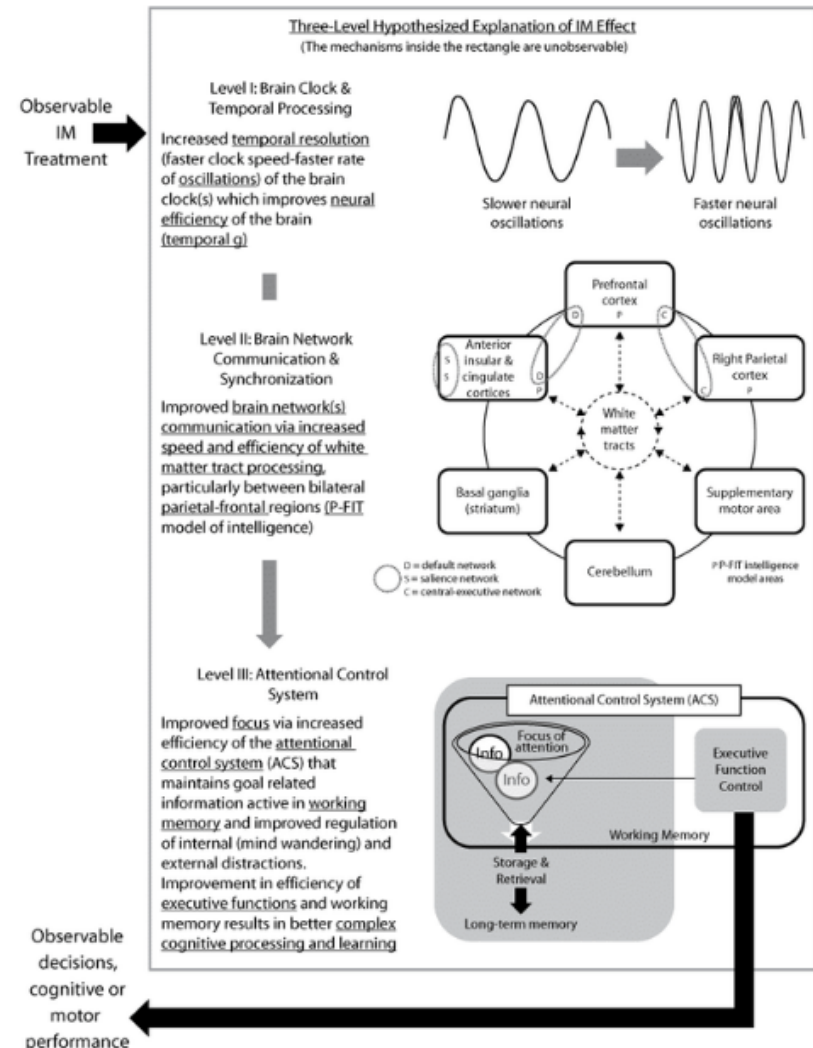 Three-Level Hypothesized Explanation of IM Effect
(The mechanisms inside the rectangle are unobservable)
Observable
IM
Treatment
Level I: Brain Clock &
Temporal Processing
Increased temporal resolution
(faster clock speed-faster rate
of oscillations) of the brain
clock(s) which improves neural
efficiency of the brain
(temporal g)
Slower neural
oscillations
Faster neural
oscillations
Level II: Brain Network
Communication &
Synchronization
Improved brain network(s)
communication via increased
speed and efficiency of white
matter tract processing,
particularly between bilateral
parietal-frontal regions (P-FIT
model of intelligence)
Prefrontal
cortex
D P C
Anterior
insular &
cingulate
cortices
S
S
D
P
Right Parietal
cortex
C P
White
matter
tracts
Basal ganglia
(striatum)
Supplementary
motor area
Cerebellum
D = default network
S = salience network
C = central-executive network
P P-FIT intelligence
model areas
Level III: Attentional Control
System
Improved focus via increased
efficiency of the attentional
control system (ACS) that
maintains goal related
information active in working
memory and improved regulation
of internal (mind wandering) and
external distractions.
Improvement in efficiency of
executive functions and working
memory results in better complex
cognitive processing and learning
Attentional Control System (ACS)
Focus of
attention
Info
Info
Executive
Function
Control
Working Memory
Storage &
Retrieval
Long-term memory
Observable
decisions,
cognitive or
motor
performance